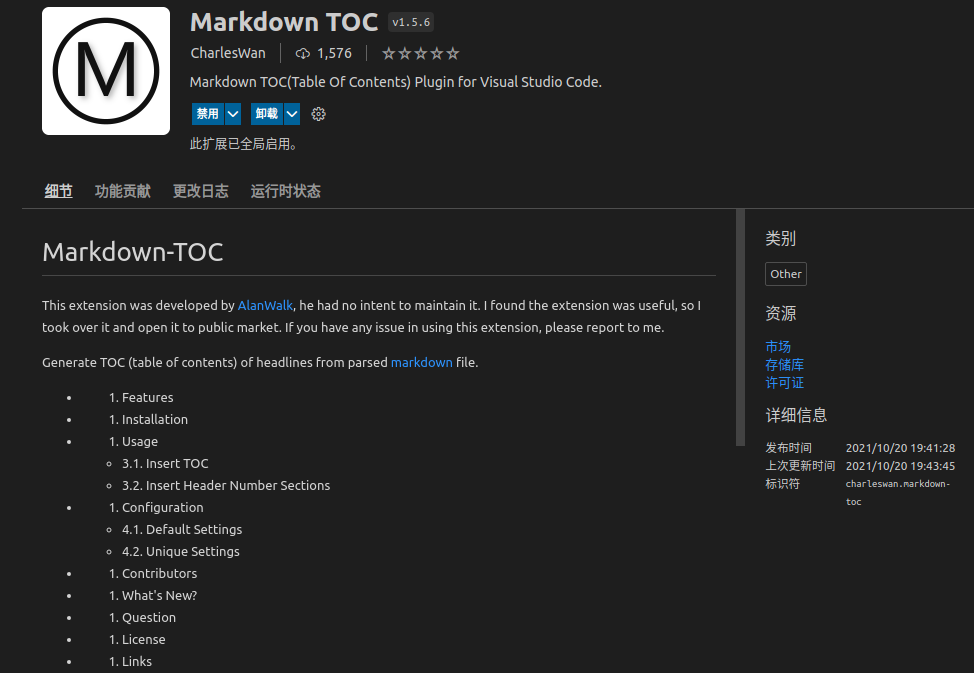 M
Markdown TOC v1.5.6
CharlesWan 1,576
Markdown TOC(Table Of Contents) Plugin for Visual Studio Code.
禁用 卸载
此扩展已全局启用。
细节 功能贡献 更改日志 运行时状态
Markdown-TOC
This extension was developed by AlanWalk, he had no intent to maintain it. I found the extension was useful, so I
took over it and open it to public market. If you have any issue in using this extension, please report to me.
Generate TOC (table of contents) of headlines from parsed markdown file.
• 1. Features
• 1. Installation
• 1. Usage
◦ 3.1. Insert TOC
◦ 3.2. Insert Header Number Sections
• 1. Configuration
◦ 4.1. Default Settings
◦ 4.2. Unique Settings
• 1. Contributors
• 1. What's New?
• 1. Question
• 1. License
• 1. Links
类别
Other
资源
市场
存储库
许可证
详细信息
发布时间 2021/10/20 19:41:28
上次更新时间 2021/10/20 19:43:45
标识符 charleswan.markdown-
toc